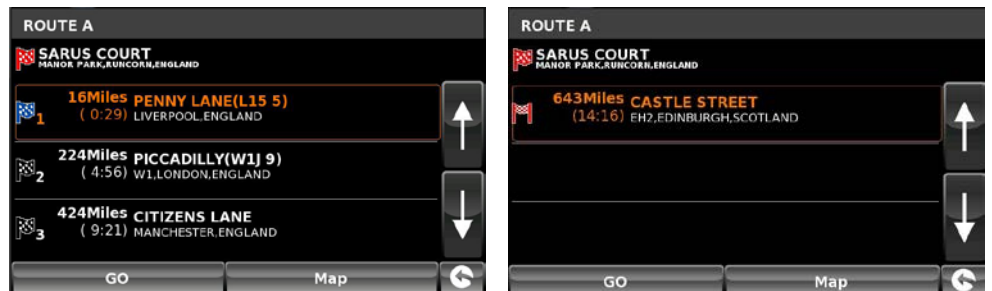 ROUTE A
SARUS COURT
MANOR PARK,RUNCORN,ENGLAND
16Miles PENNY LANE(L15 5)
1 ( 0:29) LIVERPOOL,ENGLAND
224Miles PICCADILLY(W1J 9)
2 ( 4:56) W1,LONDON,ENGLAND
424Miles CITIZENS LANE
3 ( 9:21) MANCHESTER,ENGLAND
GO Map
ROUTE A
SARUS COURT
MANOR PARK,RUNCORN,ENGLAND
643Miles CASTLE STREET
(14:16) EH2,EDINBURGH,SCOTLAND
GO Map